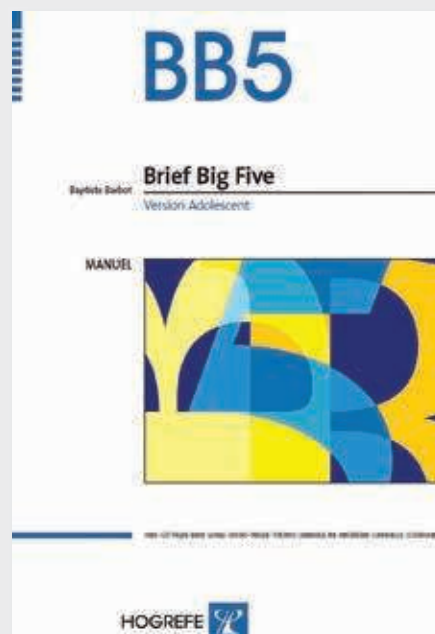 BB5
Brief Big Five
Baptiste Barbot
Version Adolescent
MANUEL
HOGREFE